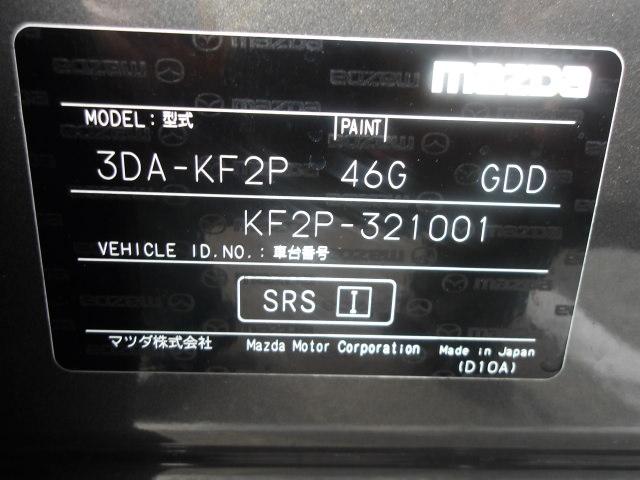 mazda
MODEL:型式 PAINT
3DA-KF2P 46G GDD
KF2P-321001
VEHICLE ID.NO.:車台番号
SRS I
マツダ株式会社 Mazda Motor Corporation Made in Japan
(D10A)